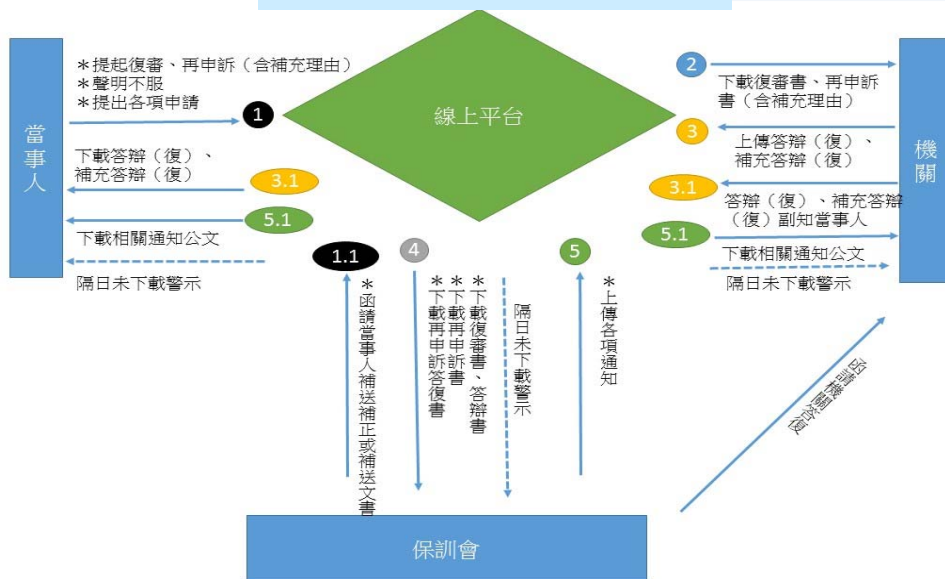 ＊提起復審、再申訴（含補充理由）
＊聲明不服
＊提出各項申請
1
當事人
下載答辯（復）、
補充答辯（復）
3.1
5.1
下載相關通知公文
隔日未下載警示
線上平台
2
下載復審書、再申訴
書（含補充理由）
3
上傳答辯（復）、
補充答辯（復）
機關
3.1
答辯（復）、補充答辯
（復）副知當事人
5.1
下載相關通知公文
隔日未下載警示
1.1
＊函請當事人補送補正或補送文書
4
＊下載復審書、答辯書
＊下載再申訴書
＊下載再申訴答復書
隔日未下載警示
5
＊上傳各項通知
函請機關答復
保訓會